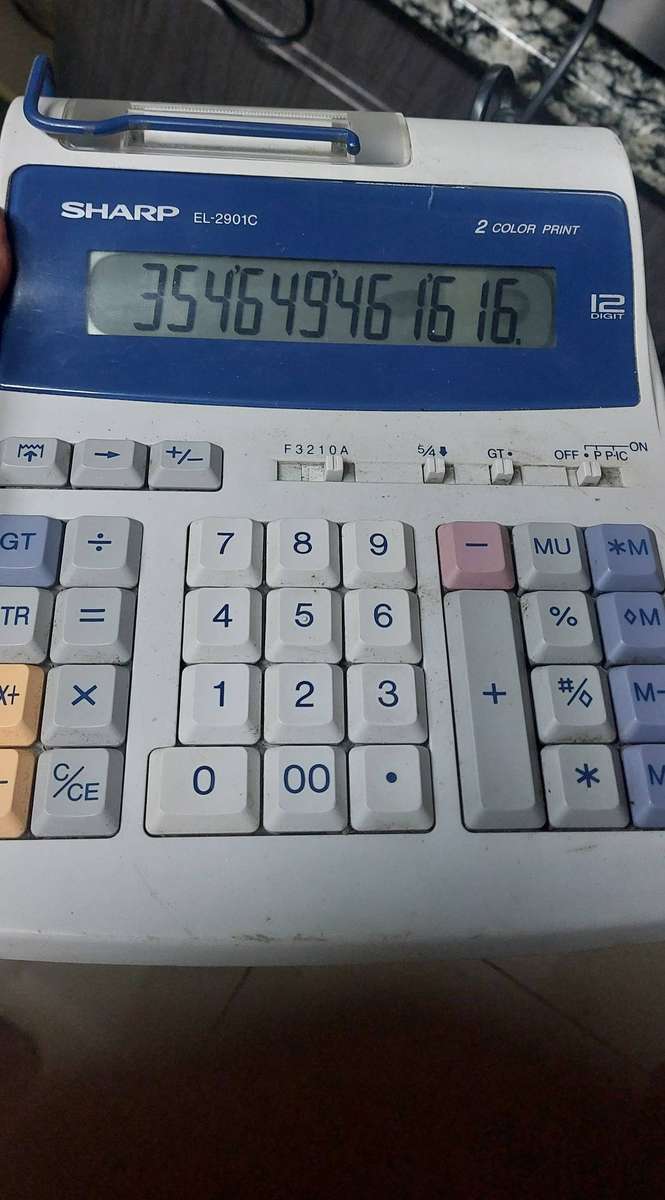 SHARP EL-2901C 2 COLOR PRINT
354'649'461'616.
12 DIGIT
→ +/− F 3 2 1 0 A 5/4 ⬇ GT • OFF • P P•IC ON
GT ÷ 7 8 9 − MU *M
TR = 4 5 6 % ◊M
× 1 2 3 + #/◊ M-
C/CE 0 00 • * M